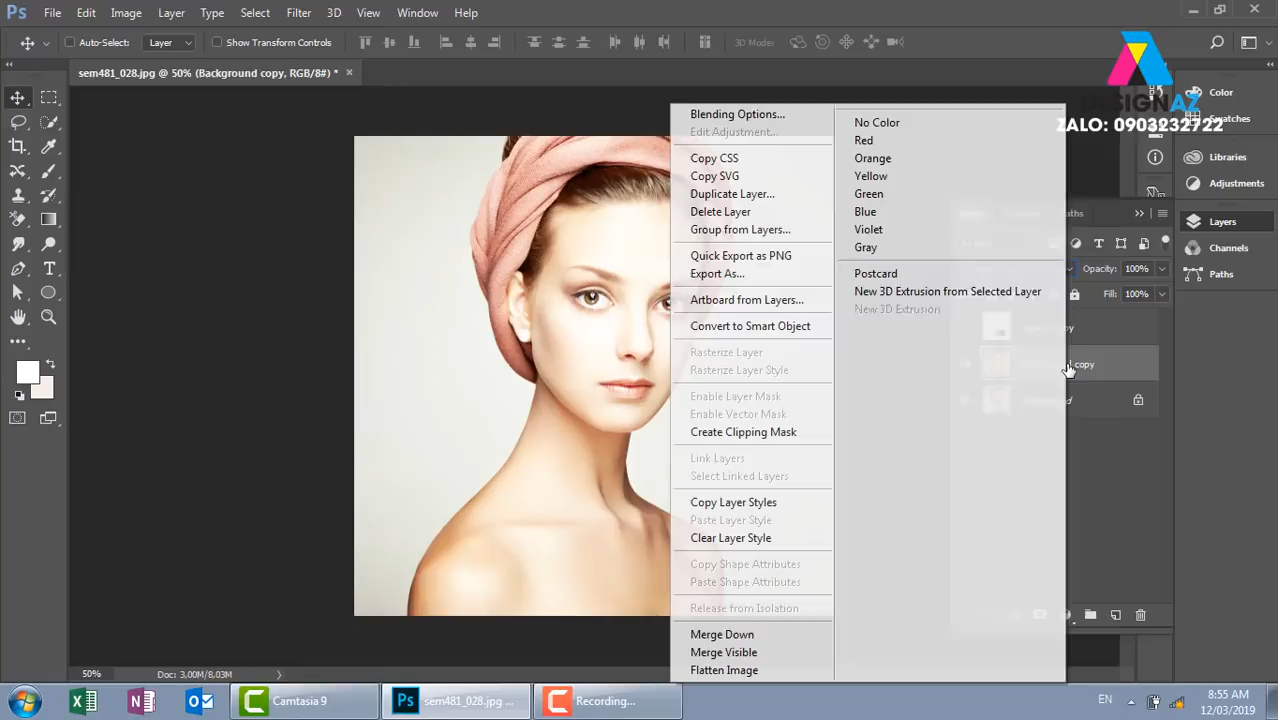 Ps File Edit Image Layer Type Select Filter 3D View Window Help
Auto-Select: Layer Show Transform Controls 3D Mode:
sem481_028.jpg @ 50% (Background copy, RGB/8#) * ×
DESIGNAZ
ZALO: 0903232722
Color
Swatches
Libraries
Adjustments
Layers
Channels
Paths
Opacity: 100%
Fill: 100%
copy
Blending Options...
Edit Adjustment...
Copy CSS
Copy SVG
Duplicate Layer...
Delete Layer
Group from Layers...
Quick Export as PNG
Export As...
Artboard from Layers...
Convert to Smart Object
Rasterize Layer
Rasterize Layer Style
Enable Layer Mask
Enable Vector Mask
Create Clipping Mask
Link Layers
Select Linked Layers
Copy Layer Styles
Paste Layer Style
Clear Layer Style
Copy Shape Attributes
Paste Shape Attributes
Release from Isolation
Merge Down
Merge Visible
Flatten Image
No Color
Red
Orange
Yellow
Green
Blue
Violet
Gray
Postcard
New 3D Extrusion from Selected Layer
New 3D Extrusion
50% Doc: 3,00M/8,03M
Camtasia 9
Ps sem481_028.jpg ...
Recording...
EN
8:55 AM
12/03/2019